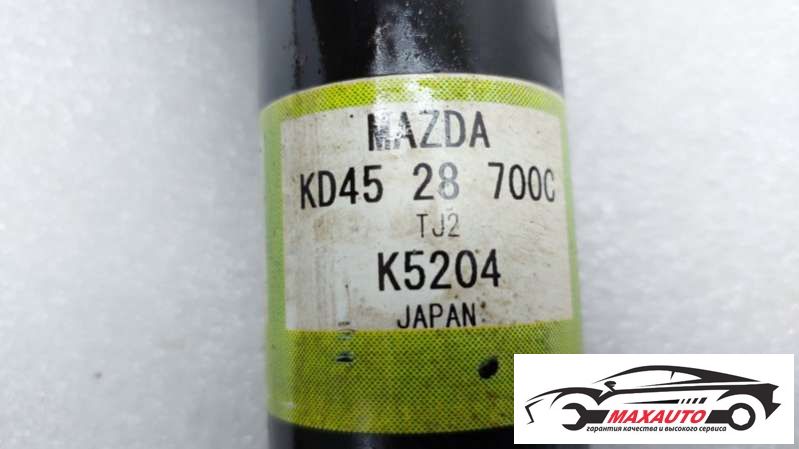 MAZDA
KD45 28 700C
TJ2
K5204
JAPAN
MAXAUTO
гарантия качества и высокого сервиса